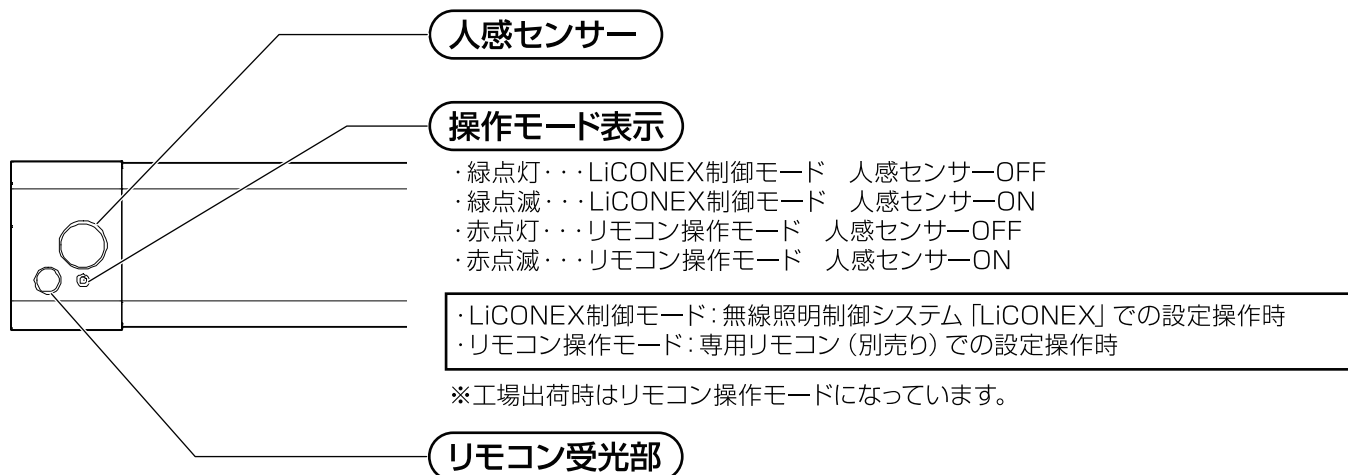 人感センサー
操作モード表示
・緑点灯・・・LiCONEX制御モード　人感センサーOFF
・緑点滅・・・LiCONEX制御モード　人感センサーON
・赤点灯・・・リモコン操作モード　人感センサーOFF
・赤点滅・・・リモコン操作モード　人感センサーON
・LiCONEX制御モード：無線照明制御システム「LiCONEX」での設定操作時
・リモコン操作モード：専用リモコン（別売り）での設定操作時
※工場出荷時はリモコン操作モードになっています。
リモコン受光部